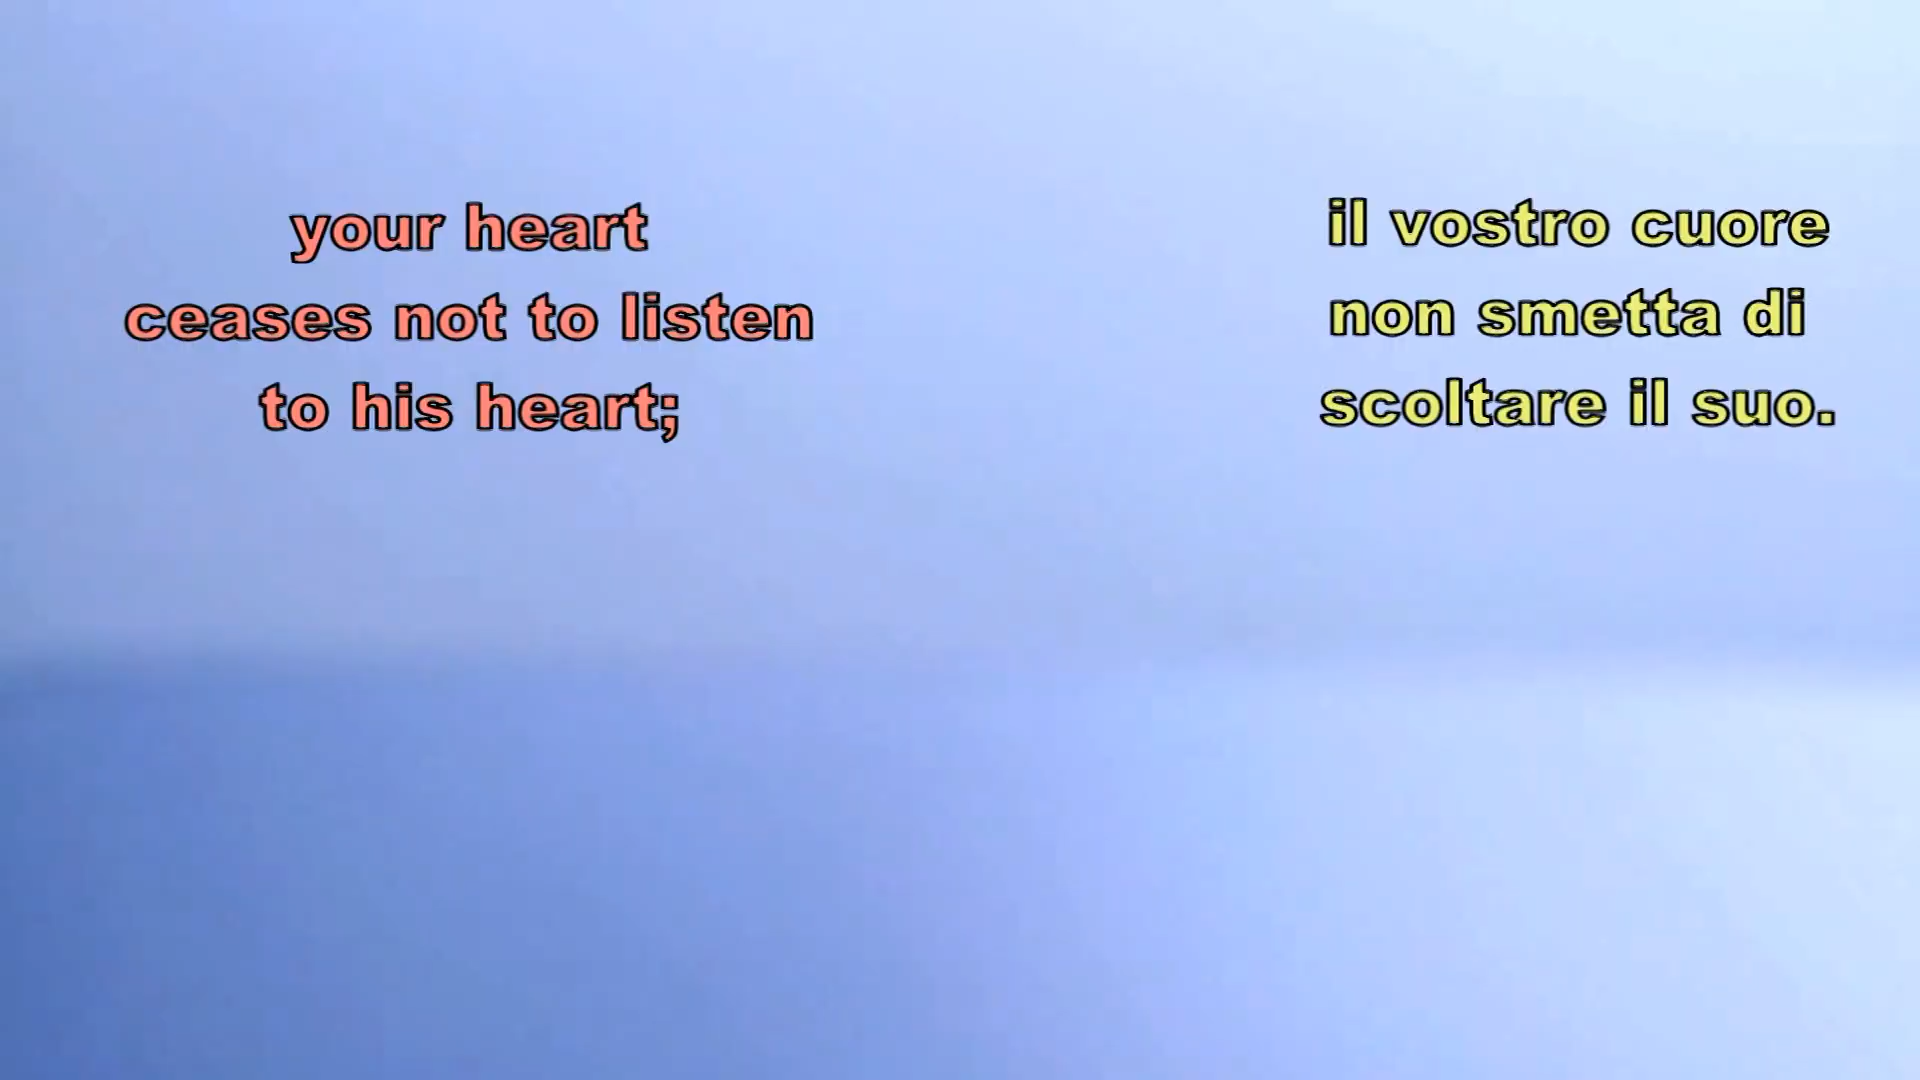 your heart
ceases not to listen
to his heart;
il vostro cuore
non smetta di
scoltare il suo.